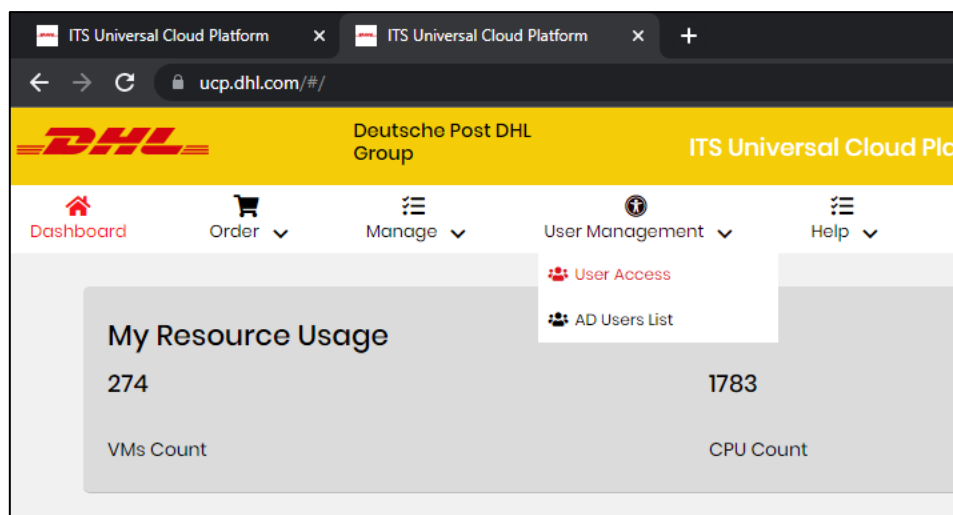 ITS Universal Cloud Platform ITS Universal Cloud Platform
ucp.dhl.com/#/
DHL
Deutsche Post DHL
Group
ITS Universal Cloud Pla
Dashboard Order Manage User Management Help
User Access
AD Users List
My Resource Usage
274 1783
VMs Count CPU Count